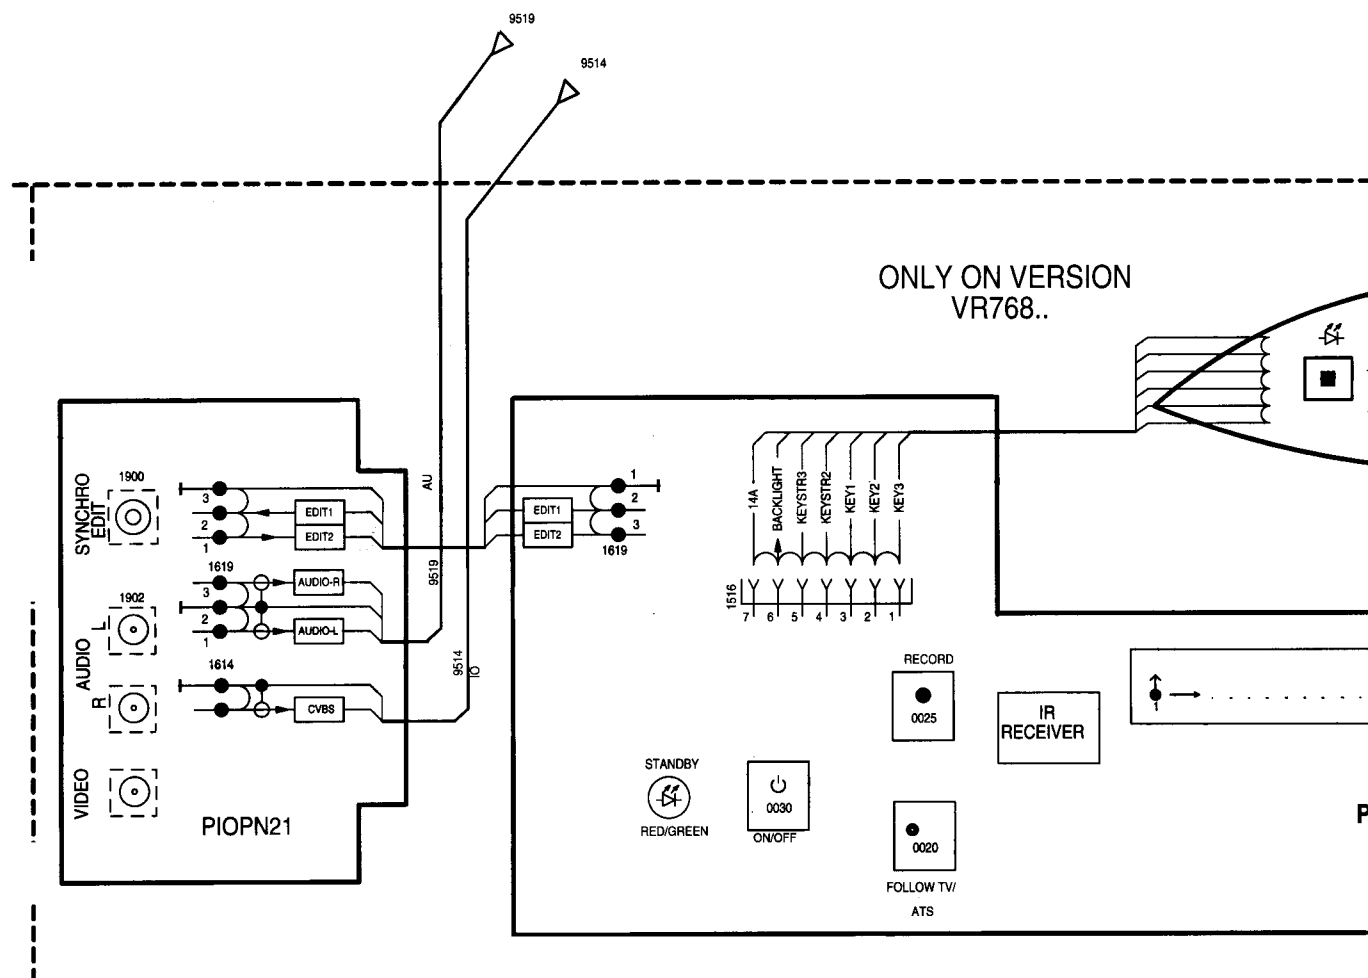 9519
9514
ONLY ON VERSION
VR768..
SYNCHRO
EDIT
1900
3
2
1
EDIT1
EDIT2
AU
9519
1619
3
2
1
AUDIO-R
AUDIO-L
1902
AUDIO
L
R
1614
CVBS
9514
IO
VIDEO
PIOPN21
EDIT1
EDIT2
1
2
3
1619
14A
BACKLIGHT
KEYSTR3
KEYSTR2
KEY1
KEY2
KEY3
1516
7 6 5 4 3 2 1
RECORD
0025
IR
RECEIVER
1
STANDBY
RED/GREEN
0030
ON/OFF
0020
FOLLOW TV/
ATS
P